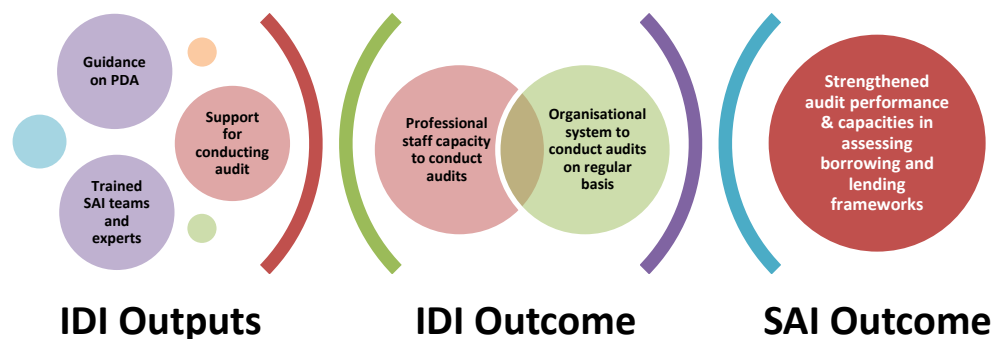 Guidance
on PDA
Support
for
conducting
audit
Trained
SAI teams
and
experts
Professional
staff capacity
to conduct
audits
Organisational
system to
conduct audits
on regular
basis
Strengthened
audit performance
& capacities in
assessing
borrowing and
lending
frameworks
IDI Outputs
IDI Outcome
SAI Outcome